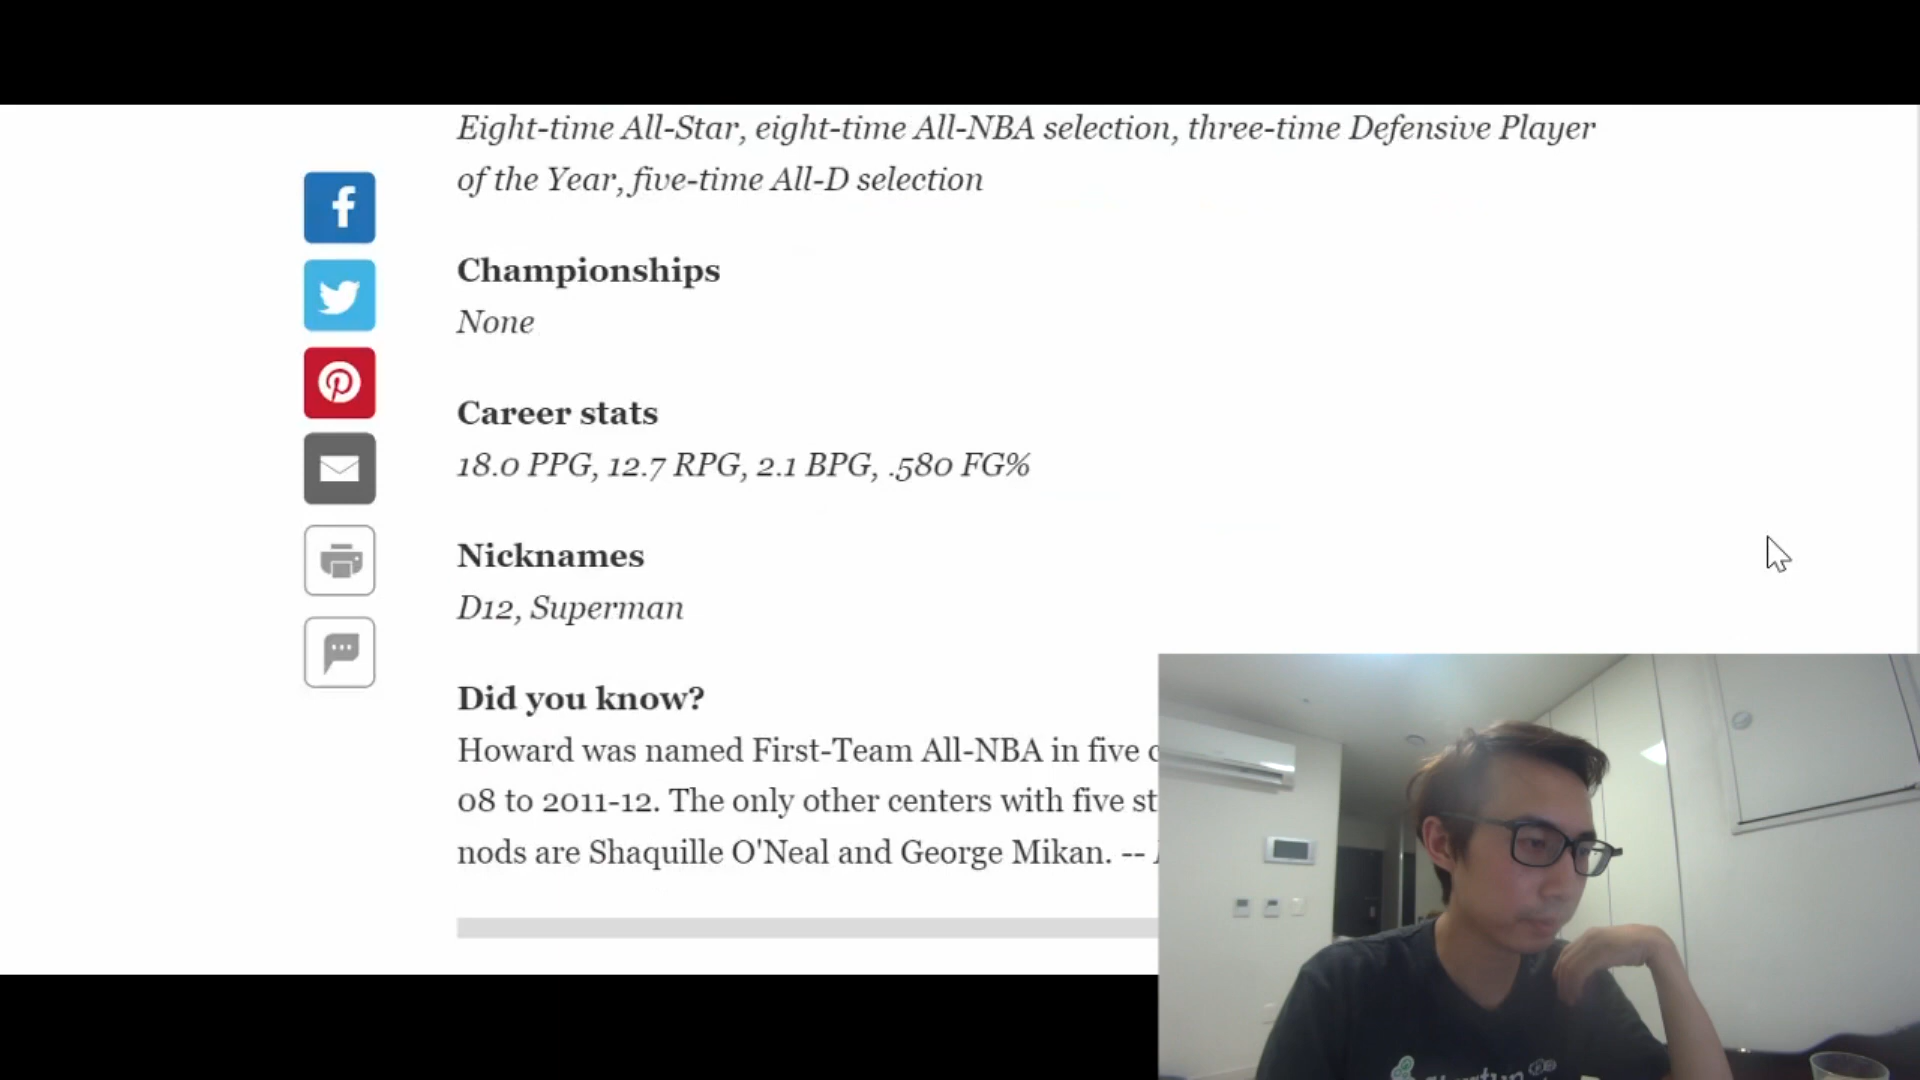 Eight-time All-Star, eight-time All-NBA selection, three-time Defensive Player
of the Year, five-time All-D selection
Championships
None
Career stats
18.0 PPG, 12.7 RPG, 2.1 BPG, .580 FG%
Nicknames
D12, Superman
Did you know?
Howard was named First-Team All-NBA in five
08 to 2011-12. The only other centers with five
nods are Shaquille O'Neal and George Mikan. --